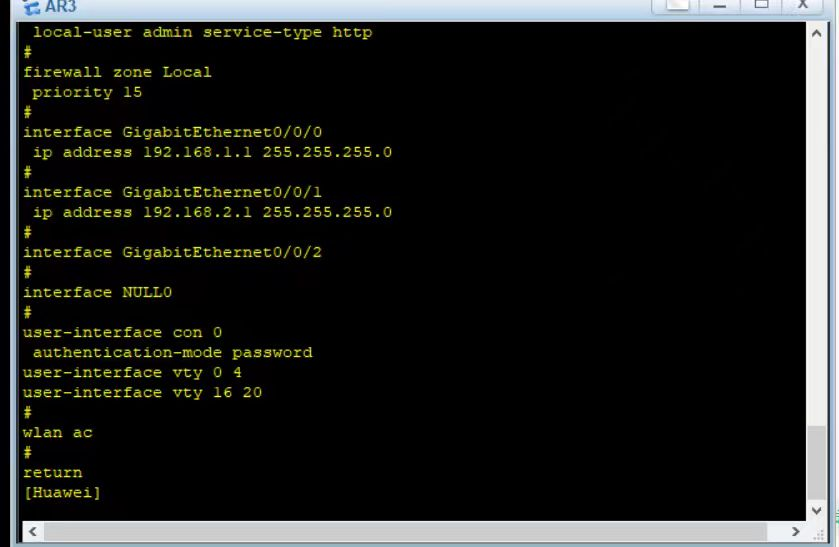 AR3
local-user admin service-type http
#
firewall zone Local
priority 15
#
interface GigabitEthernet0/0/0
ip address 192.168.1.1 255.255.255.0
#
interface GigabitEthernet0/0/1
ip address 192.168.2.1 255.255.255.0
#
interface GigabitEthernet0/0/2
#
interface NULL0
#
user-interface con 0
authentication-mode password
user-interface vty 0 4
user-interface vty 16 20
#
wlan ac
#
return
[Huawei]